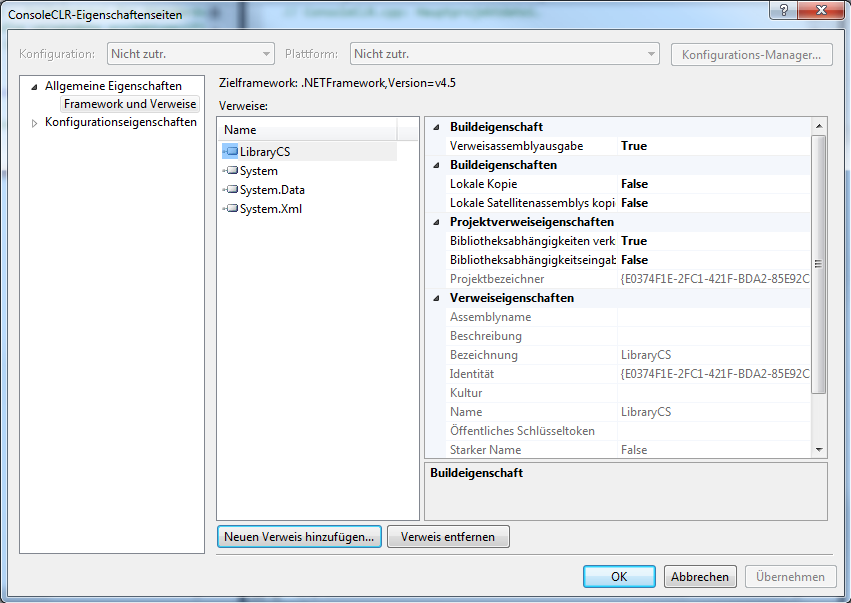 ConsoleCLR-Eigenschaftenseiten
Konfiguration: Nicht zutr. Plattform: Nicht zutr. Konfigurations-Manager...
Allgemeine Eigenschaften
Framework und Verweise
Konfigurationseigenschaften
Zielframework: .NETFramework,Version=v4.5
Verweise:
Name
LibraryCS
System
System.Data
System.Xml
Buildeigenschaft
Verweisassemblyausgabe True
Buildeigenschaften
Lokale Kopie False
Lokale Satellitenassemblys kopi False
Projektverweiseigenschaften
Bibliotheksabhängigkeiten verk True
Bibliotheksabhängigkeitseingab False
Projektbezeichner {E0374F1E-2FC1-421F-BDA2-85E92C
Verweiseigenschaften
Assemblyname
Beschreibung
Bezeichnung LibraryCS
Identität {E0374F1E-2FC1-421F-BDA2-85E92C
Kultur
Name LibraryCS
Öffentliches Schlüsseltoken
Starker Name False
Buildeigenschaft
Neuen Verweis hinzufügen... Verweis entfernen
OK Abbrechen Übernehmen